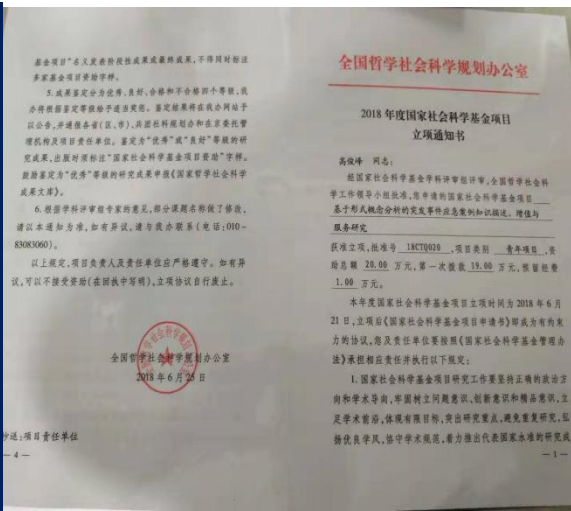 基金项目”名义发表阶段性成果或最终成果,不得同时标注
多家基金项目资助字样。
5.成果鉴定分为优秀、良好、合格和不合格四个等级,我
办将根据鉴定等级给予适当奖惩。鉴定结果将在我办网站予
以公告,并通报各省(区、市)、兵团社科规划办和在京委托管
理机构及项目责任单位。鉴定为“优秀”或“良好”等级的研
究成果,出版时须标注“国家社会科学基金项目资助”字样。
鼓励鉴定为“优秀”等级的研究成果申报《国家哲学社会科学
成果文库》。
6.根据学科评审组专家的意见,部分课题名称做了修改,
请以本通知为准,如有异议,请与我办联系(电话:010-
83083060)。
以上规定,项目负责人及责任单位应严格遵守。如有异
议,可以不接受资助(在回执中写明),立项协议自行废止。
全国哲学社会科学规划办公室
2018年6月25日
抄送:项目责任单位
— 4 —
全国哲学社会科学规划办公室
2018年度国家社会科学基金项目
立项通知书
高俊峰 同志:
经国家社会科学基金学科评审组评审,全国哲学社会科
学工作领导小组批准,您申请的国家社会科学基金项目
基于形式概念分析的突发事件应急案例知识描述、增值与
服务研究
获准立项,批准号 18CTQ020 ,项目类别 青年项目 ,资
助总额 20.00 万元,第一次拨款 19.00 万元,预留经费
1.00 万元。
本年度国家社会科学基金项目立项时间为2018年6月
21日,立项后《国家社会科学基金项目申请书》即成为有约束
力的协议,您及责任单位要按照《国家社会科学基金管理办
法》承担相应责任并执行以下规定:
1.国家社会科学基金项目研究工作要坚持正确的政治方
向和学术导向,牢固树立问题意识、创新意识和精品意识,立
足学术前沿,体现有限目标,突出研究重点,避免重复研究,弘
扬优良学风,恪守学术规范,着力推出代表国家水准的研究成
— 1 —